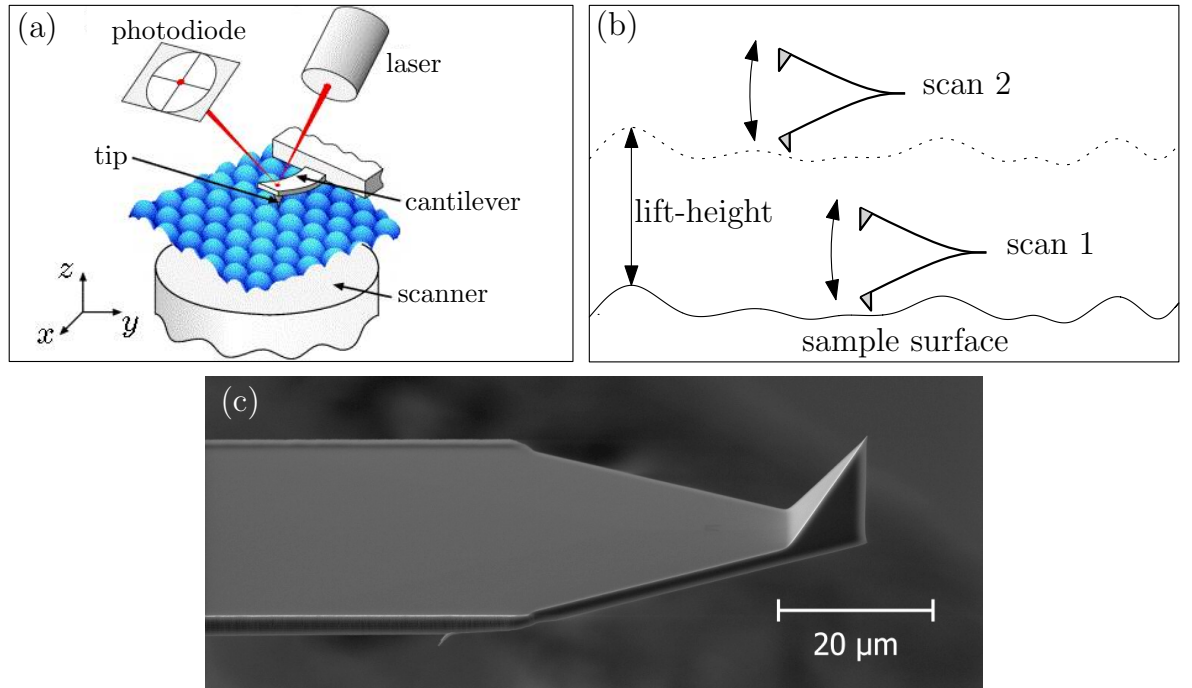 (a)
photodiode
laser
tip
cantilever
scanner
z
x
y
(b)
scan 2
lift-height
scan 1
sample surface
(c)
20 µm